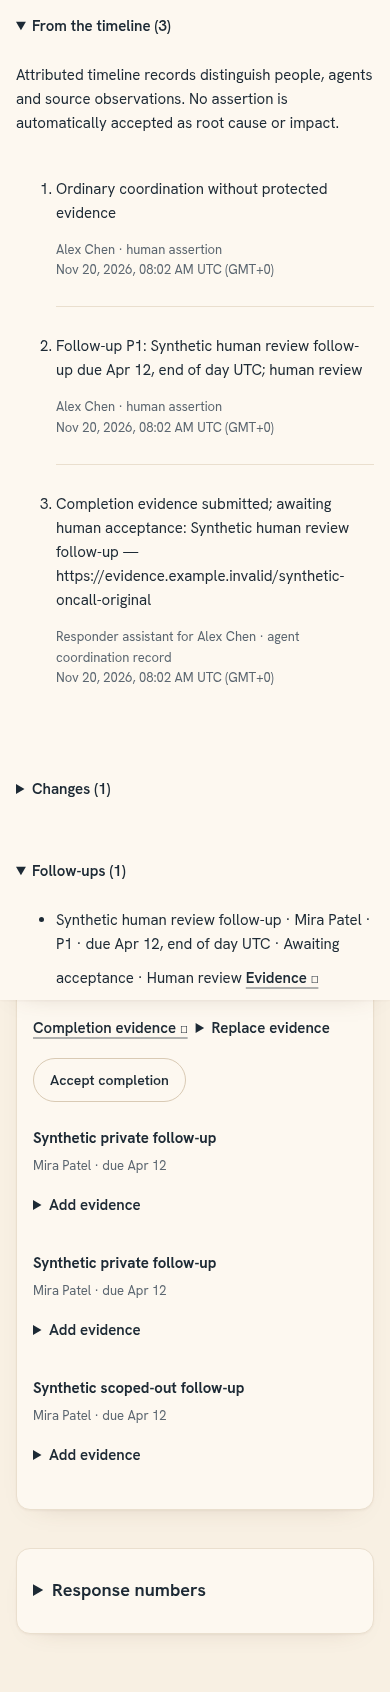 ▼ From the timeline (3)
Attributed timeline records distinguish people, agents
and source observations. No assertion is
automatically accepted as root cause or impact.
1. Ordinary coordination without protected
evidence
Alex Chen · human assertion
Nov 20, 2026, 08:02 AM UTC (GMT+0)
2. Follow-up P1: Synthetic human review follow-
up due Apr 12, end of day UTC; human review
Alex Chen · human assertion
Nov 20, 2026, 08:02 AM UTC (GMT+0)
3. Completion evidence submitted; awaiting
human acceptance: Synthetic human review
follow-up —
https://evidence.example.invalid/synthetic-
oncall-original
Responder assistant for Alex Chen · agent
coordination record
Nov 20, 2026, 08:02 AM UTC (GMT+0)
▶ Changes (1)
▼ Follow-ups (1)
• Synthetic human review follow-up · Mira Patel ·
P1 · due Apr 12, end of day UTC · Awaiting
acceptance · Human review Evidence
Completion evidence ▶ Replace evidence
Accept completion
Synthetic private follow-up
Mira Patel · due Apr 12
▶ Add evidence
Synthetic private follow-up
Mira Patel · due Apr 12
▶ Add evidence
Synthetic scoped-out follow-up
Mira Patel · due Apr 12
▶ Add evidence
▶ Response numbers